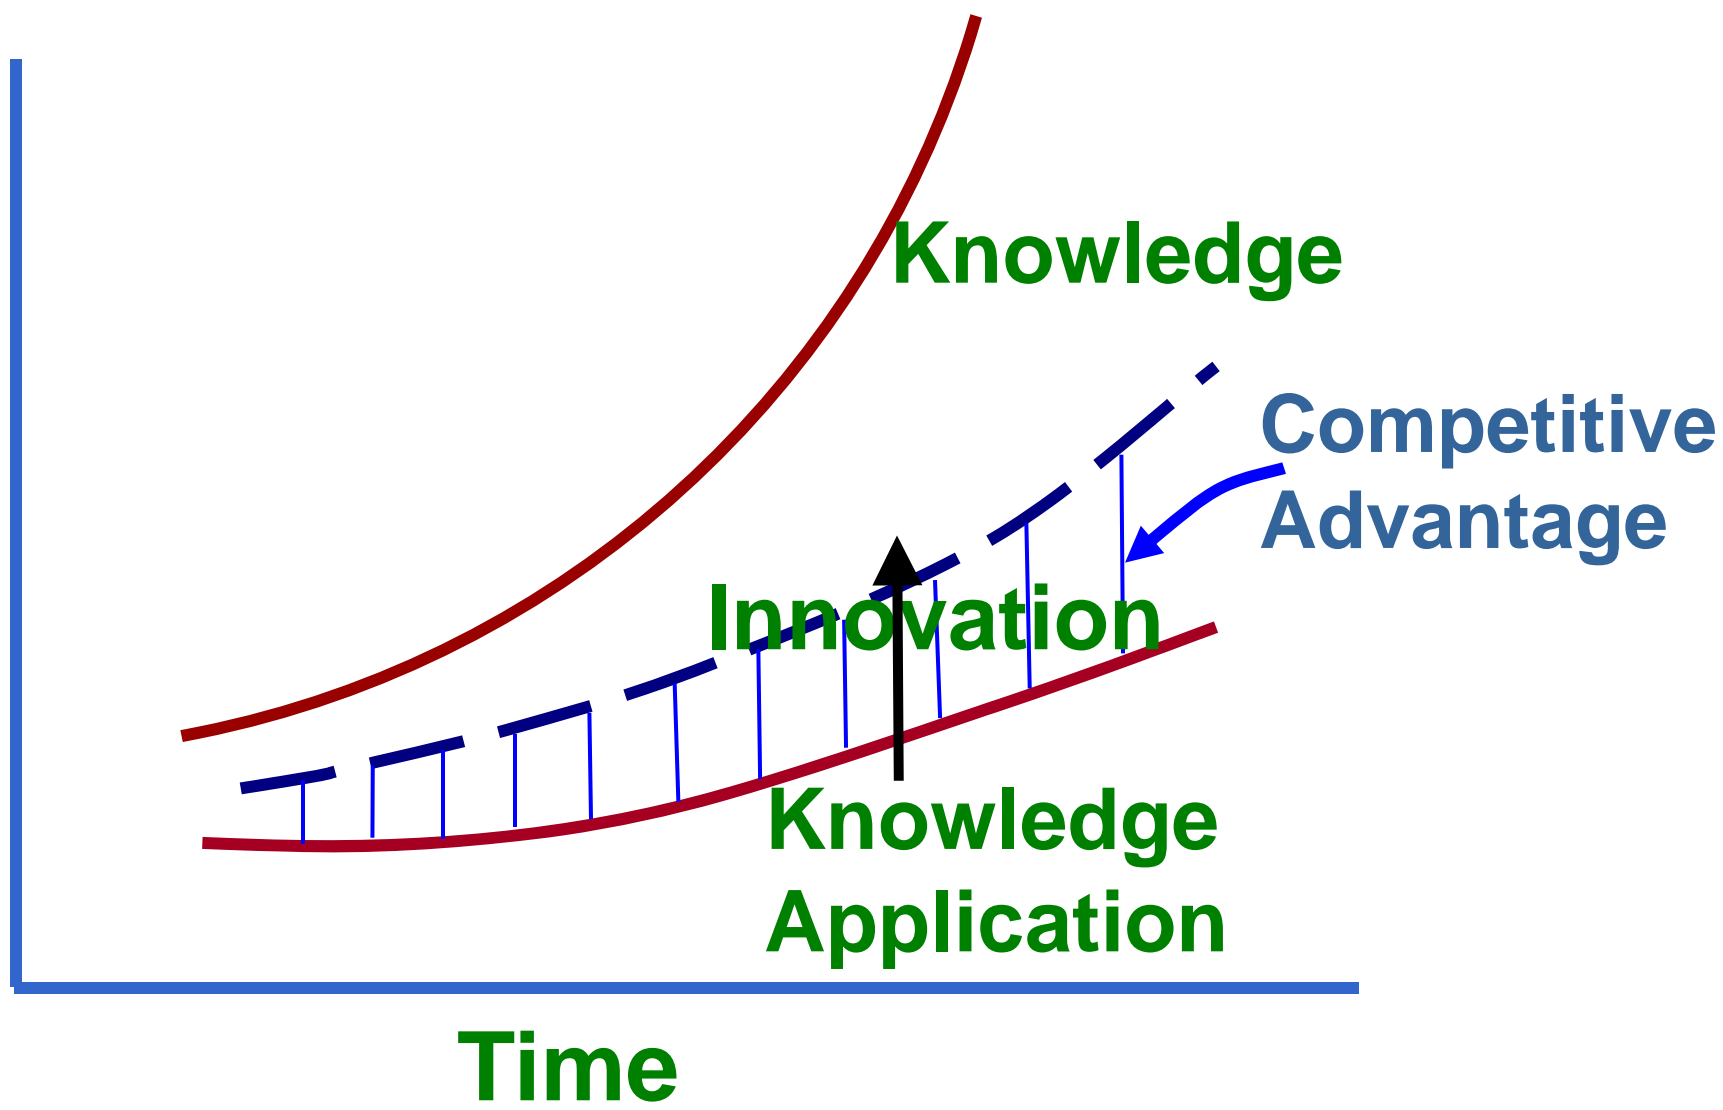 Knowledge
Competitive
Advantage
Innovation
Knowledge
Application
Time